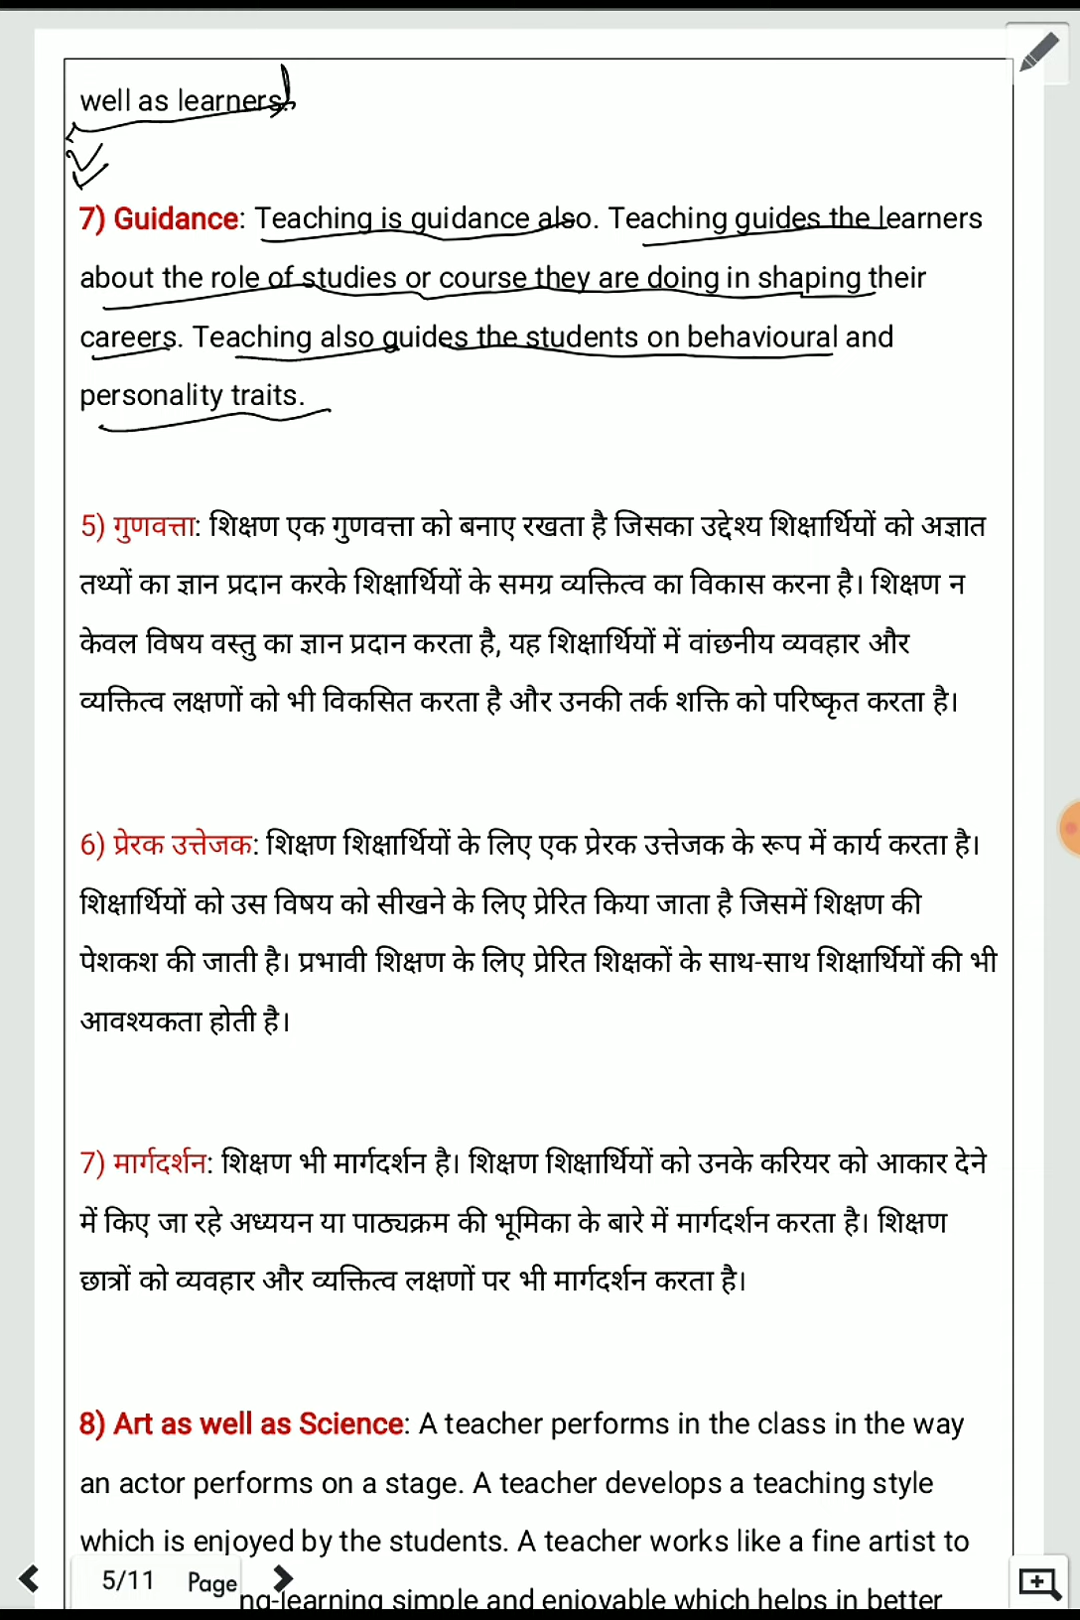 well as learners.
7) Guidance: Teaching is guidance also. Teaching guides the learners
about the role of studies or course they are doing in shaping their
careers. Teaching also guides the students on behavioural and
personality traits.
5) गुणवत्ता: शिक्षण एक गुणवत्ता को बनाए रखता है जिसका उद्देश्य शिक्षार्थियों को अज्ञात
तथ्यों का ज्ञान प्रदान करके शिक्षार्थियों के समग्र व्यक्तित्व का विकास करना है। शिक्षण न
केवल विषय वस्तु का ज्ञान प्रदान करता है, यह शिक्षार्थियों में वांछनीय व्यवहार और
व्यक्तित्व लक्षणों को भी विकसित करता है और उनकी तर्क शक्ति को परिष्कृत करता है।
6) प्रेरक उत्तेजक: शिक्षण शिक्षार्थियों के लिए एक प्रेरक उत्तेजक के रूप में कार्य करता है।
शिक्षार्थियों को उस विषय को सीखने के लिए प्रेरित किया जाता है जिसमें शिक्षण की
पेशकश की जाती है। प्रभावी शिक्षण के लिए प्रेरित शिक्षकों के साथ-साथ शिक्षार्थियों की भी
आवश्यकता होती है।
7) मार्गदर्शन: शिक्षण भी मार्गदर्शन है। शिक्षण शिक्षार्थियों को उनके करियर को आकार देने
में किए जा रहे अध्ययन या पाठ्यक्रम की भूमिका के बारे में मार्गदर्शन करता है। शिक्षण
छात्रों को व्यवहार और व्यक्तित्व लक्षणों पर भी मार्गदर्शन करता है।
8) Art as well as Science: A teacher performs in the class in the way
an actor performs on a stage. A teacher develops a teaching style
which is enjoyed by the students. A teacher works like a fine artist to
5/11 Page
ng-learning simple and enjoyable which helps in better